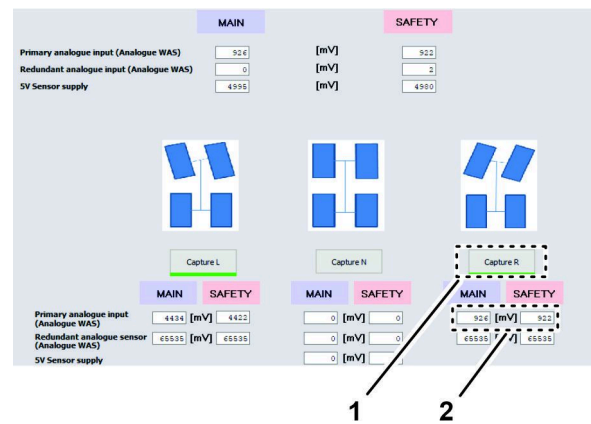 MAIN SAFETY
Primary analogue input (Analogue WAS) 926 [mV] 922
Redundant analogue input (Analogue WAS) 0 [mV] 2
5V Sensor supply 4995 [mV] 4980
Capture L Capture N Capture R
MAIN SAFETY MAIN SAFETY MAIN SAFETY
Primary analogue input
(Analogue WAS) 4434 [mV] 4422 0 [mV] 0 926 [mV] 922
Redundant analogue sensor
(Analogue WAS) 65535 [mV] 65535 0 [mV] 0 65535 [mV] 65535
5V Sensor supply 0 [mV] 0
1 2